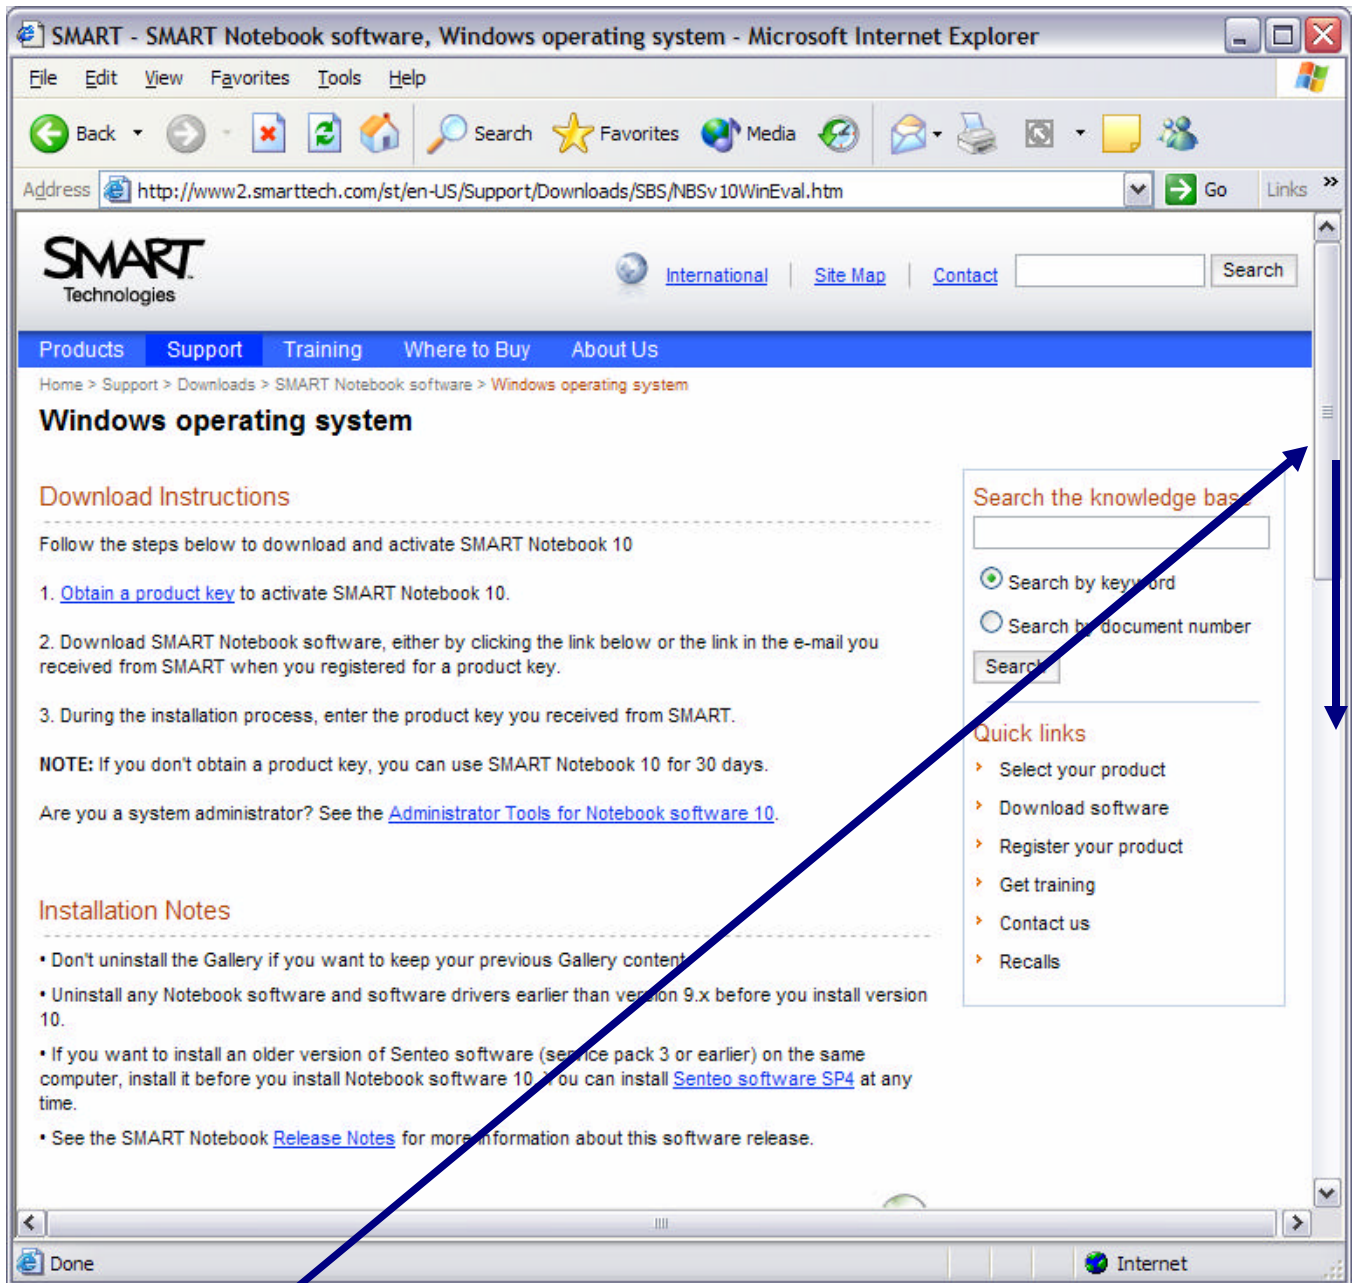 SMART - SMART Notebook software, Windows operating system - Microsoft Internet Explorer
File Edit View Favorites Tools Help
Back Search Favorites Media
Address http://www2.smarttech.com/st/en-US/Support/Downloads/SBS/NBSv10WinEval.htm Go Links »
SMART
Technologies
International | Site Map | Contact Search
Products Support Training Where to Buy About Us
Home > Support > Downloads > SMART Notebook software > Windows operating system
Windows operating system
Download Instructions
Follow the steps below to download and activate SMART Notebook 10
1. Obtain a product key to activate SMART Notebook 10.
2. Download SMART Notebook software, either by clicking the link below or the link in the e-mail you
received from SMART when you registered for a product key.
3. During the installation process, enter the product key you received from SMART.
NOTE: If you don't obtain a product key, you can use SMART Notebook 10 for 30 days.
Are you a system administrator? See the Administrator Tools for Notebook software 10.
Installation Notes
• Don't uninstall the Gallery if you want to keep your previous Gallery content
• Uninstall any Notebook software and software drivers earlier than version 9.x before you install version
10.
• If you want to install an older version of Senteo software (service pack 3 or earlier) on the same
computer, install it before you install Notebook software 10. You can install Senteo software SP4 at any
time.
• See the SMART Notebook Release Notes for more information about this software release.
Search the knowledge base
Search by keyword
Search by document number
Search
Quick links
Select your product
Download software
Register your product
Get training
Contact us
Recalls
Done Internet